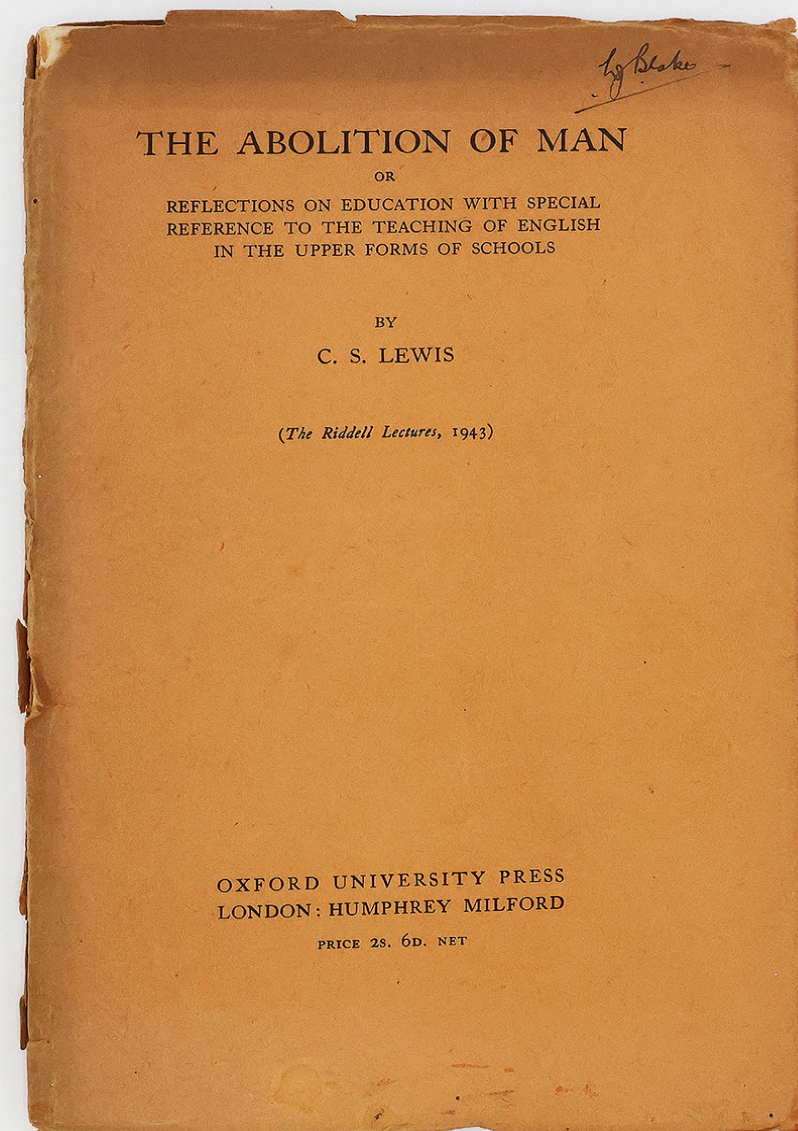 Blake
THE ABOLITION OF MAN
OR
REFLECTIONS ON EDUCATION WITH SPECIAL
REFERENCE TO THE TEACHING OF ENGLISH
IN THE UPPER FORMS OF SCHOOLS
BY
C. S. LEWIS
(The Riddell Lectures, 1943)
OXFORD UNIVERSITY PRESS
LONDON: HUMPHREY MILFORD
PRICE 2S. 6D. NET